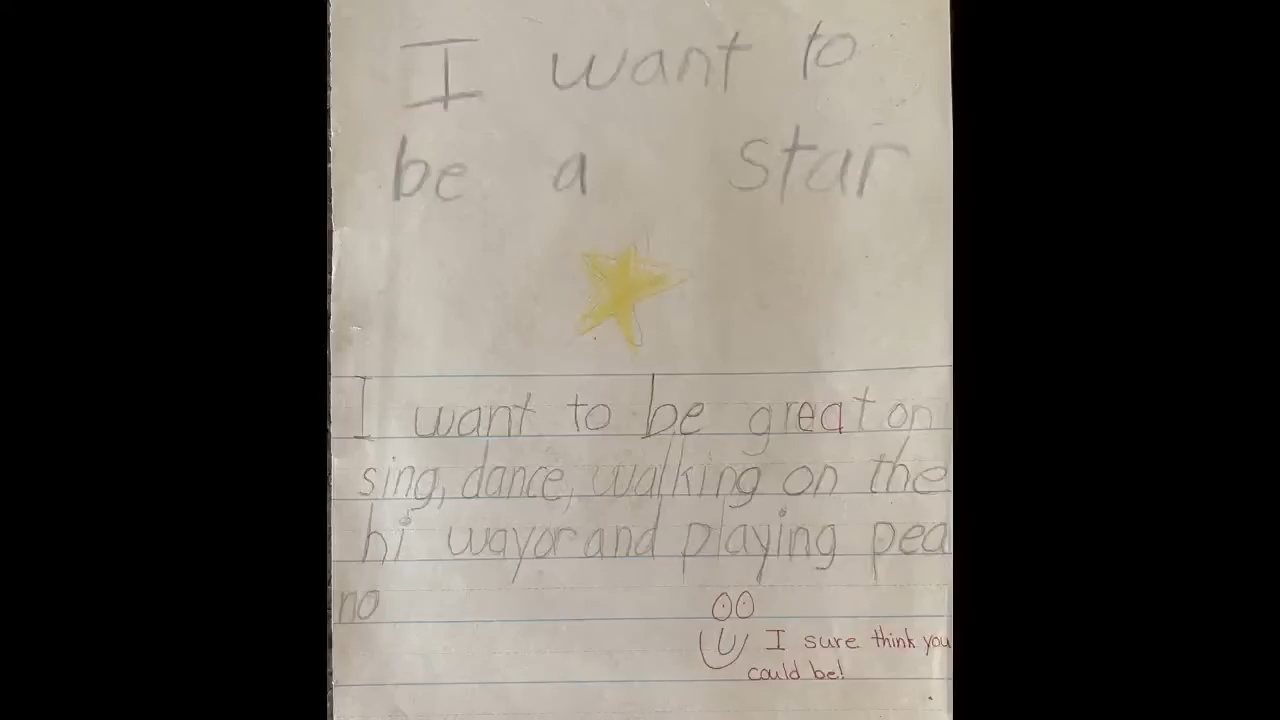 I want to
be a star
I want to be great on
sing, dance, walking on the
hi wayor and playing pea
no
I sure think you
could be!